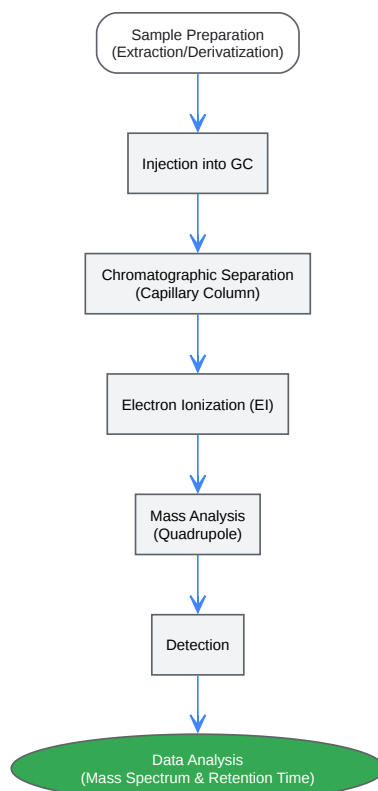 Sample Preparation
(Extraction/Derivatization)
Injection into GC
Chromatographic Separation
(Capillary Column)
Electron Ionization (EI)
Mass Analysis
(Quadrupole)
Detection
Data Analysis
(Mass Spectrum & Retention Time)